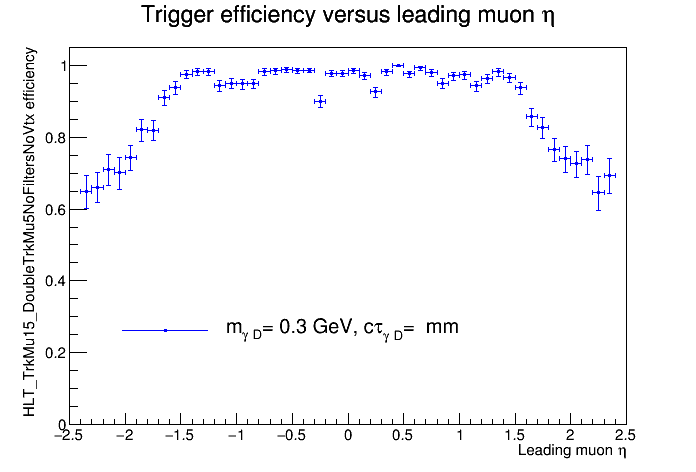 Trigger efficiency versus leading muon η
HLT_TrkMu15_DoubleTrkMu5NoFiltersNoVtx efficiency
1
0.8
0.6
0.4
0.2
0
m_γ D= 0.3 GeV, cτ_γ D=  mm
−2.5 −2 −1.5 −1 −0.5 0 0.5 1 1.5 2 2.5
Leading muon η